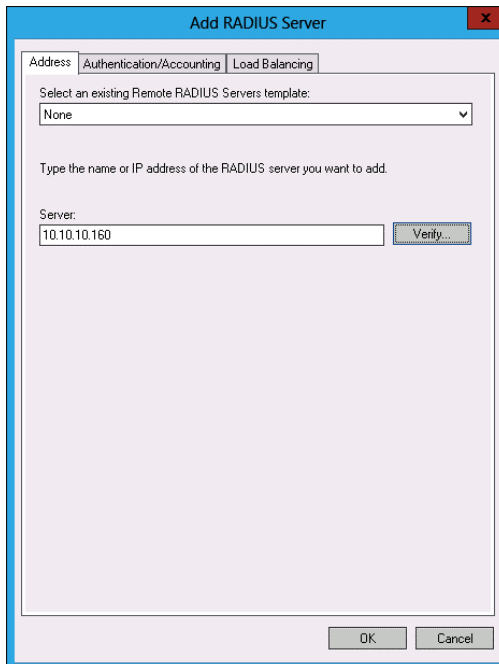 Add RADIUS Server
x
Address
Authentication/Accounting
Load Balancing
Select an existing Remote RADIUS Servers template:
None
Type the name or IP address of the RADIUS server you want to add.
Server:
10.10.10.160
Verify...
OK
Cancel